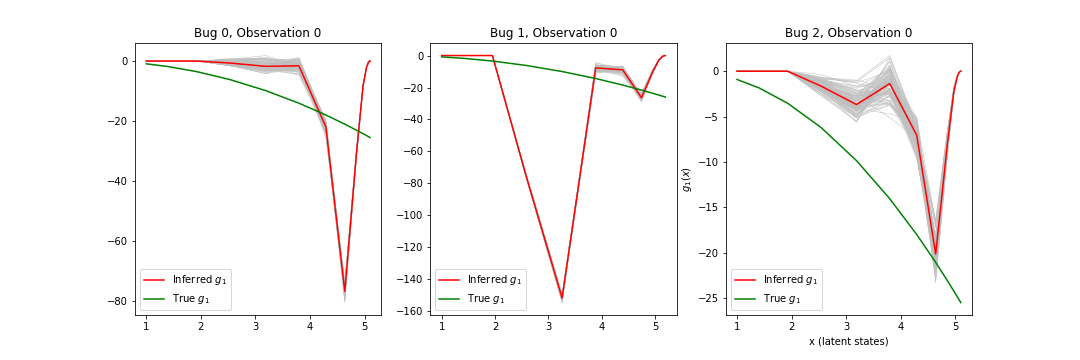 Bug 0, Observation 0
0
−20
−40
−60
−80
1 2 3 4 5
Inferred g₁
True g₁
Bug 1, Observation 0
0
−20
−40
−60
−80
−100
−120
−140
−160
1 2 3 4 5
Inferred g₁
True g₁
Bug 2, Observation 0
g₁(x)
0
−5
−10
−15
−20
−25
1 2 3 4 5
x (latent states)
Inferred g₁
True g₁